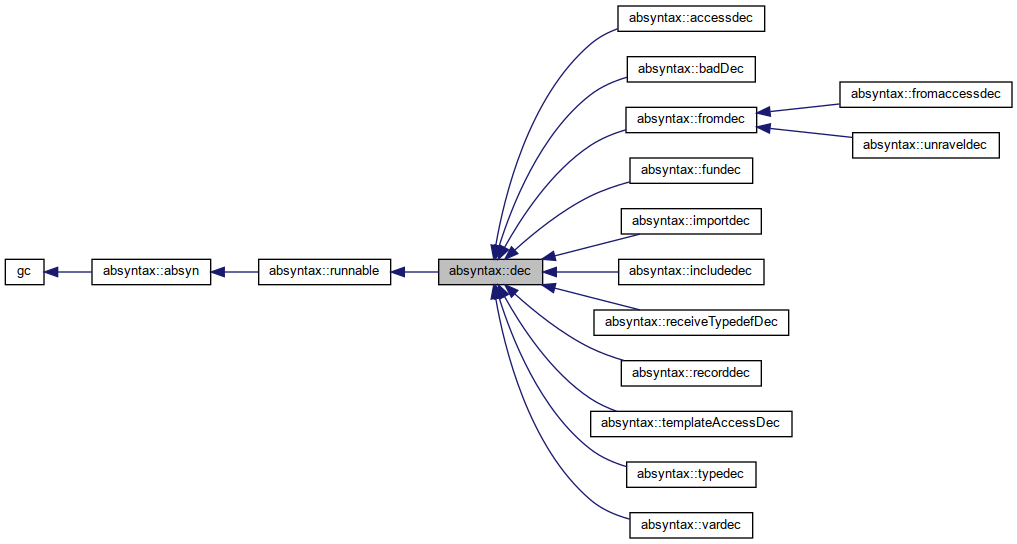 absyntax::accessdec
absyntax::badDec
absyntax::fromaccessdec
absyntax::fromdec
absyntax::unraveldec
absyntax::fundec
absyntax::importdec
gc
absyntax::absyn
absyntax::runnable
absyntax::dec
absyntax::includedec
absyntax::receiveTypedefDec
absyntax::recorddec
absyntax::templateAccessDec
absyntax::typedec
absyntax::vardec